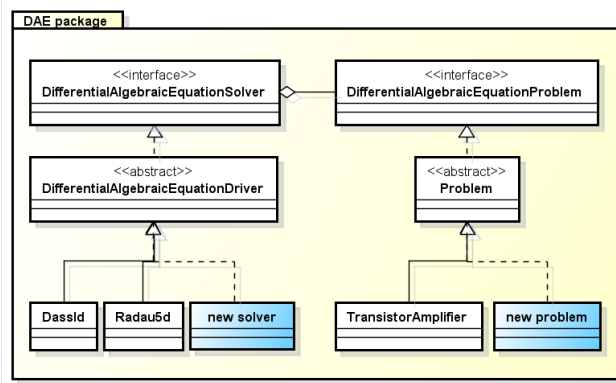 DAE package
<<interface>>
DifferentialAlgebraicEquationSolver
<<interface>>
DifferentialAlgebraicEquationProblem
<<abstract>>
DifferentialAlgebraicEquationDriver
<<abstract>>
Problem
Dassld
Radau5d
new solver
TransistorAmplifier
new problem